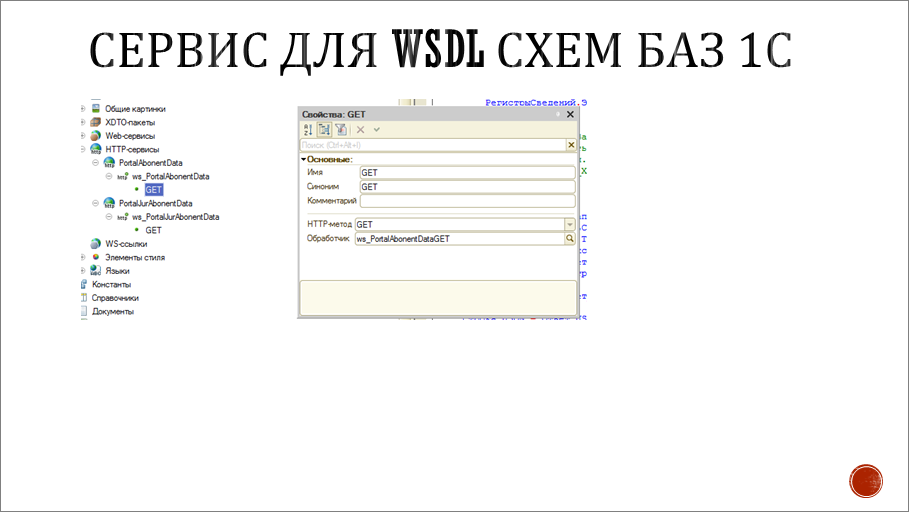 СЕРВИС ДЛЯ WSDL СХЕМ БАЗ 1С
Общие картинки
XDTO-пакеты
Web-сервисы
HTTP-сервисы
PortalAbonentData
ws_PortalAbonentData
GET
PortalJurAbonentData
ws_PortalJurAbonentData
GET
WS-ссылки
Элементы стиля
Языки
Константы
Справочники
Документы
РегистрыСведений.Э
Свойства: GET
Поиск (Ctrl+Alt+I)
Основные:
Имя GET
Синоним GET
Комментарий
HTTP-метод GET
Обработчик ws_PortalAbonentDataGET